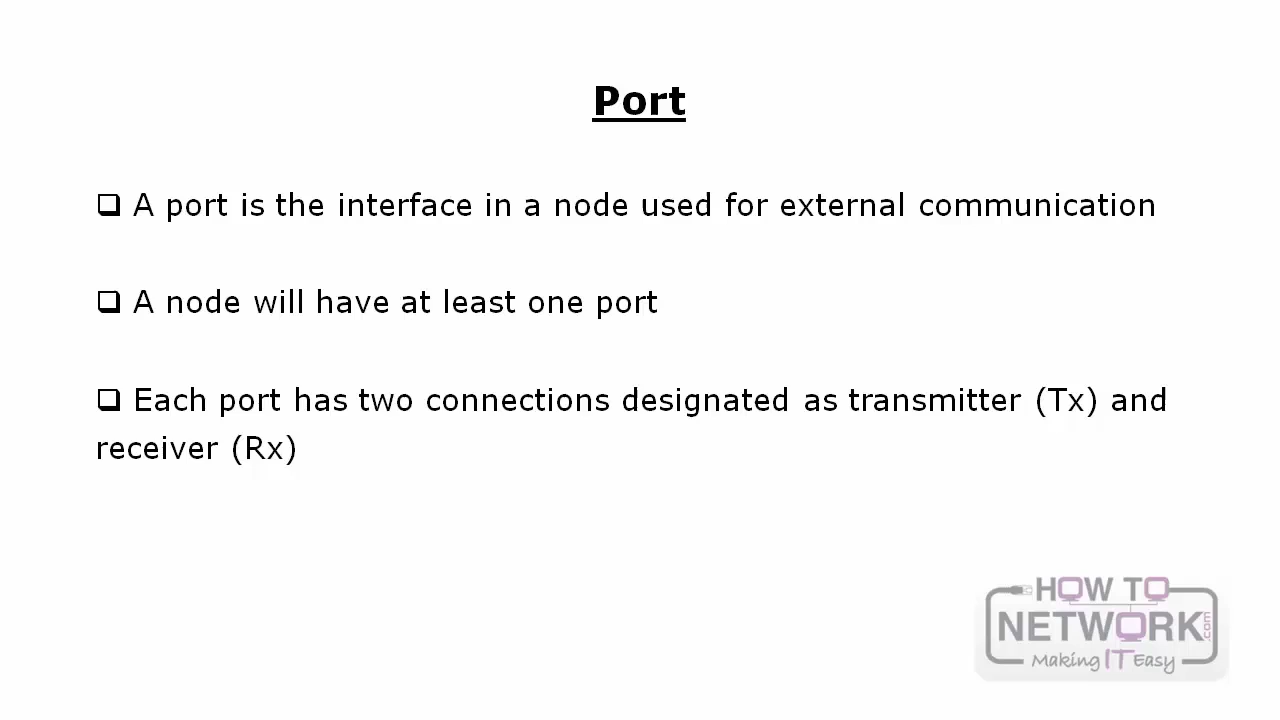 Port
❑ A port is the interface in a node used for external communication
❑ A node will have at least one port
❑ Each port has two connections designated as transmitter (Tx) and
receiver (Rx)
HOW TO
NETWORK.com
Making IT Easy